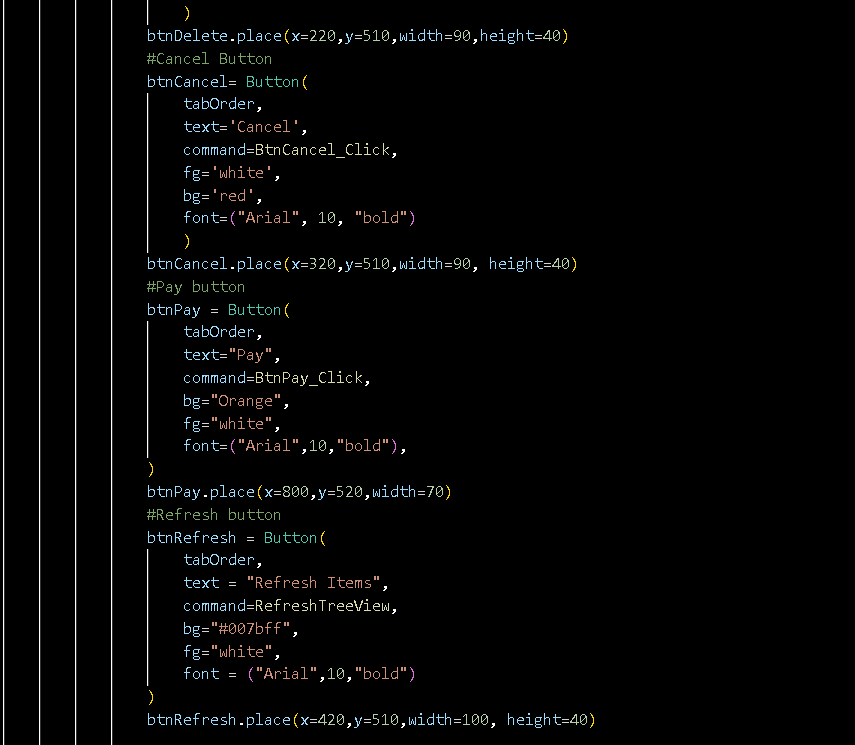 )
btnDelete.place(x=220,y=510,width=90,height=40)
#Cancel Button
btnCancel= Button(
tabOrder,
text='Cancel',
command=BtnCancel_Click,
fg='white',
bg='red',
font=("Arial", 10, "bold")
)
btnCancel.place(x=320,y=510,width=90, height=40)
#Pay button
btnPay = Button(
tabOrder,
text="Pay",
command=BtnPay_Click,
bg="Orange",
fg="white",
font=("Arial",10,"bold"),
)
btnPay.place(x=800,y=520,width=70)
#Refresh button
btnRefresh = Button(
tabOrder,
text = "Refresh Items",
command=RefreshTreeView,
bg="#007bff",
fg="white",
font = ("Arial",10,"bold")
)
btnRefresh.place(x=420,y=510,width=100, height=40)